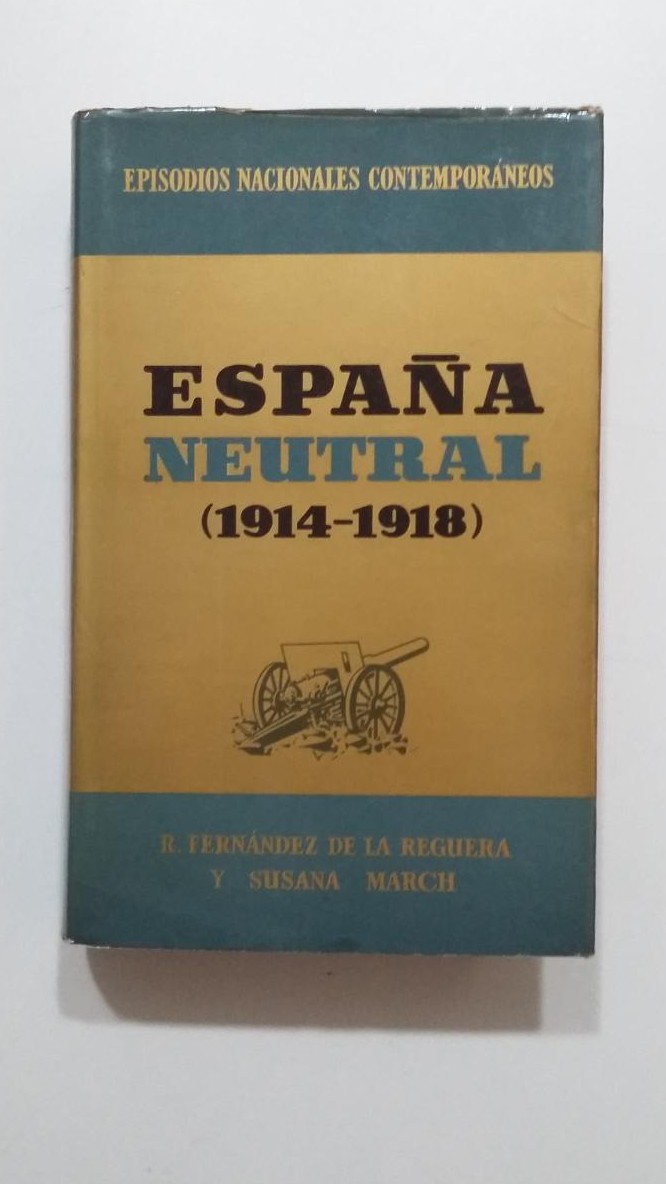 EPISODIOS NACIONALES CONTEMPORÁNEOS
ESPAÑA
NEUTRAL
(1914-1918)
R. FERNÁNDEZ DE LA REGUERA
Y SUSANA MARCH